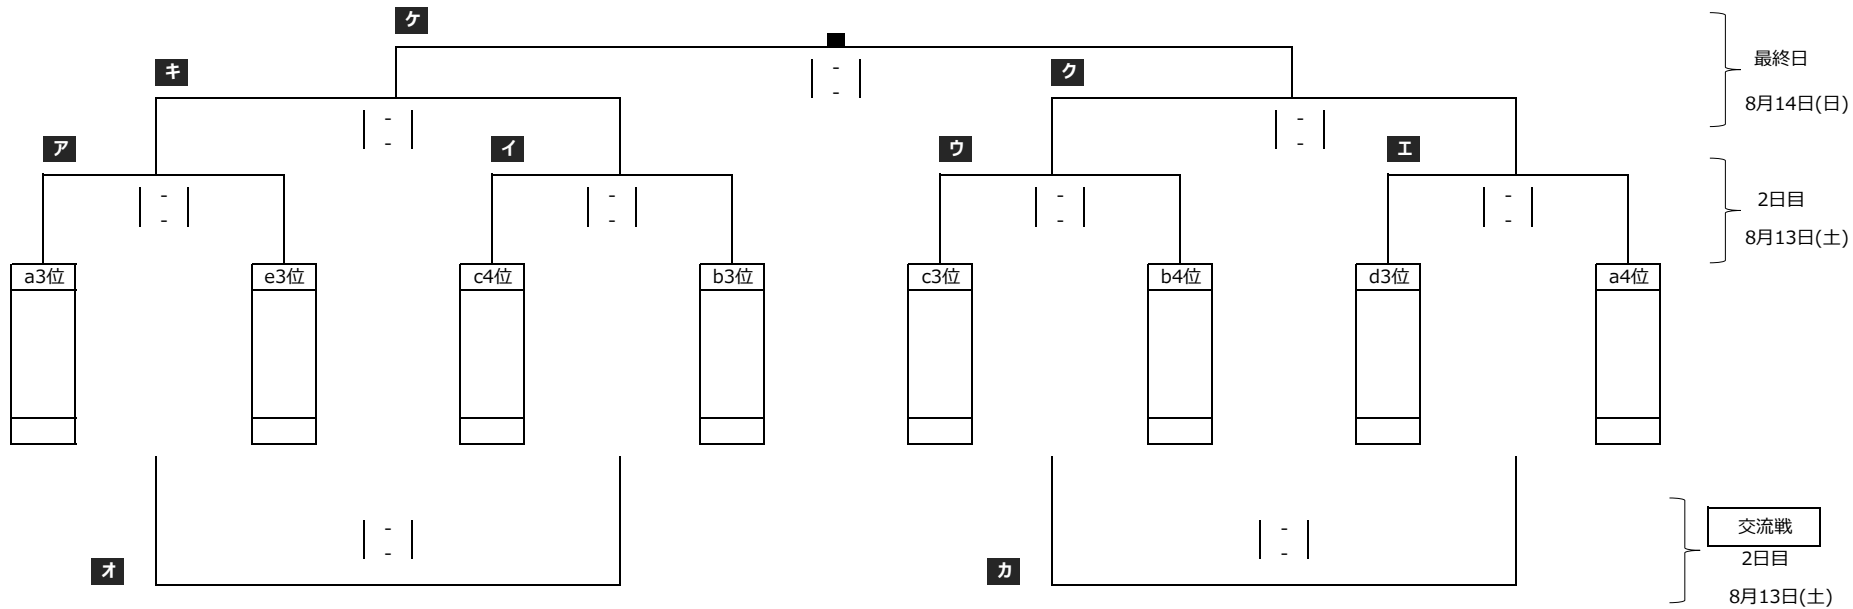 ケ
最終日
キ
-
-
ク
8月14日(日)
-
-
-
-
ア
イ
ウ
エ
-
-
-
-
-
-
-
-
2日目
8月13日(土)
a3位
e3位
c4位
b3位
c3位
b4位
d3位
a4位
-
-
-
-
交流戦
2日目
オ
カ
8月13日(土)